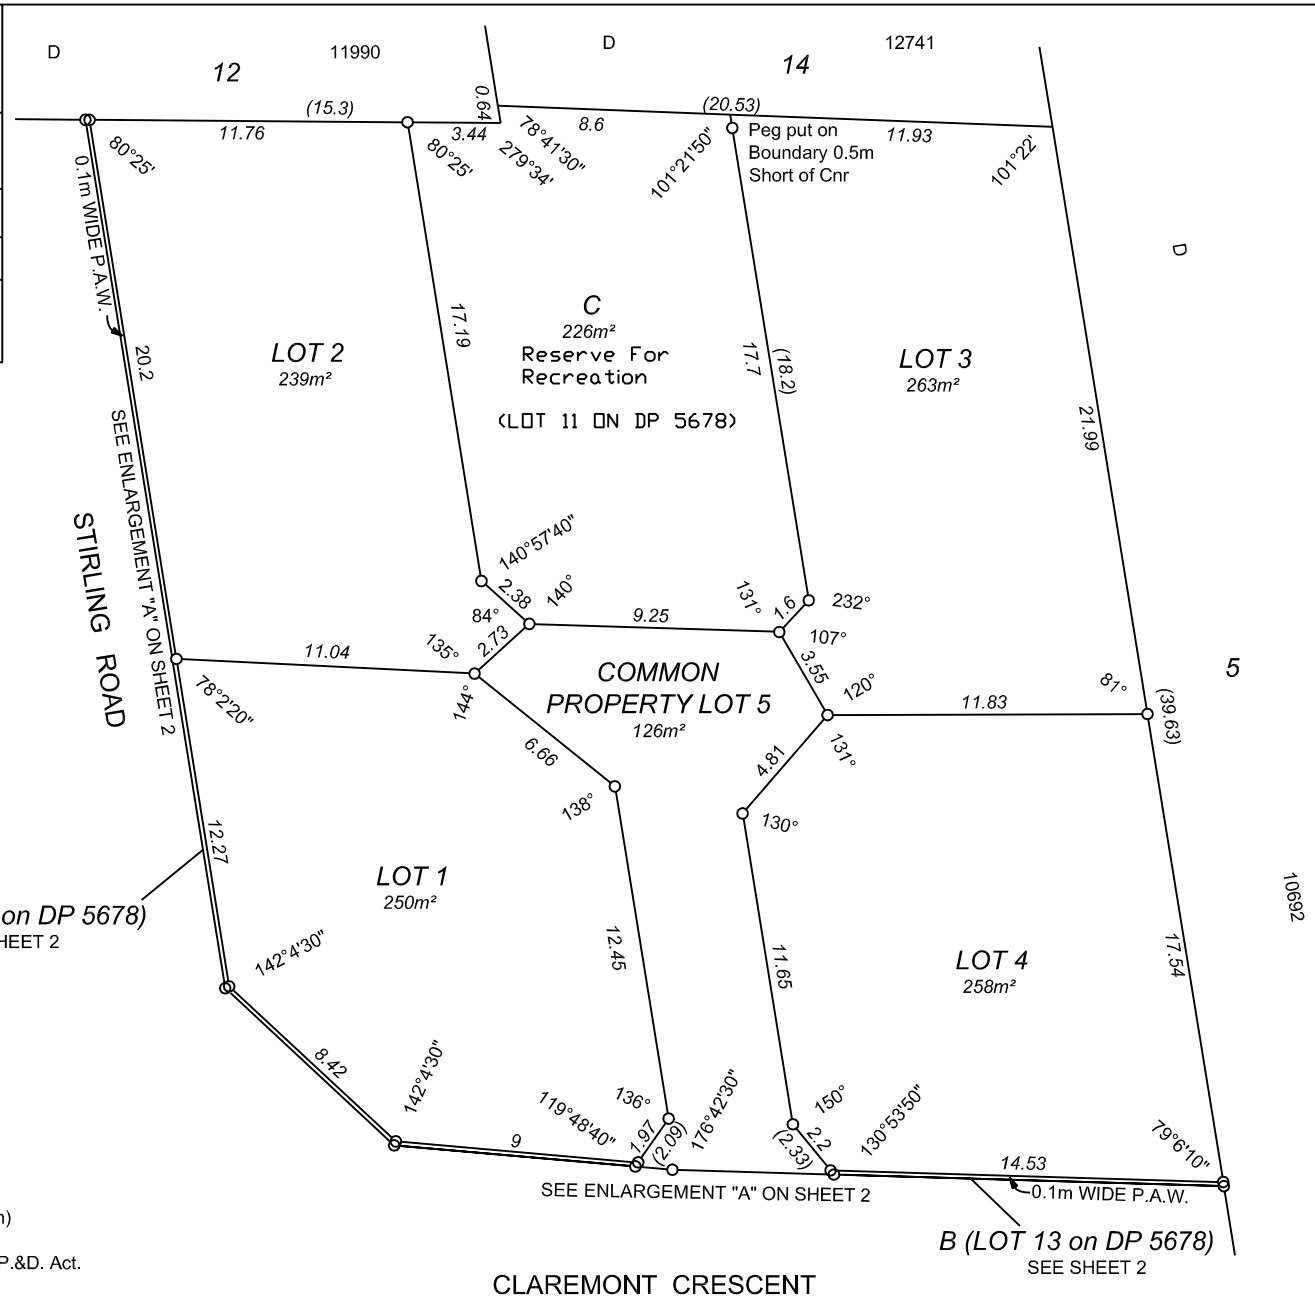 D
11990
D
12741
12
14
(15.3)
0.64
(20.53)
11.76
3.44
8.6
11.93
Peg put on
Boundary 0.5m
Short of Cnr
80°25'
80°25'
78°41'30"
279°34'
101°21'50"
101°22'
0.1m WIDE P.A.W.
D
C
226m²
Reserve For
Recreation
(LOT 11 ON DP 5678)
17.19
17.7
(18.2)
LOT 2
239m²
LOT 3
263m²
20.2
21.99
SEE ENLARGEMENT "A" ON SHEET 2
STIRLING ROAD
140°57'40"
2.38
140°
84°
131°
1.6
232°
9.25
107°
135°
2.73
3.55
11.04
COMMON
PROPERTY LOT 5
126m²
120°
81°
5
78°2'20"
144°
11.83
(39.63)
6.66
4.81
131°
138°
130°
12.27
LOT 1
250m²
10692
on DP 5678)
HEET 2
12.45
11.65
LOT 4
258m²
17.54
142°4'30"
8.42
142°4'30"
119°48'40"
136°
176°42'30"
150°
130°53'50"
79°6'10"
9
1.97
(2.09)
(2.33)
2.2
14.53
SEE ENLARGEMENT "A" ON SHEET 2
0.1m WIDE P.A.W.
n)
B (LOT 13 on DP 5678)
SEE SHEET 2
P.&D. Act.
CLAREMONT CRESCENT